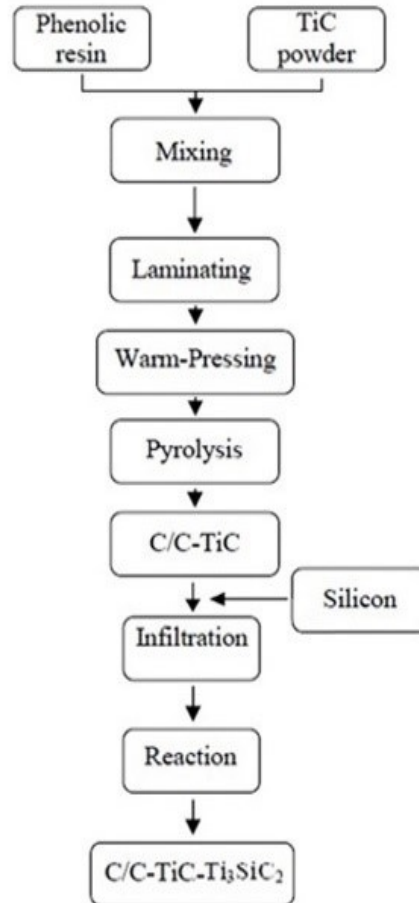 Phenolic
resin
TiC
powder
Mixing
Laminating
Warm-Pressing
Pyrolysis
C/C-TiC
Silicon
Infiltration
Reaction
C/C-TiC-Ti₃SiC₂